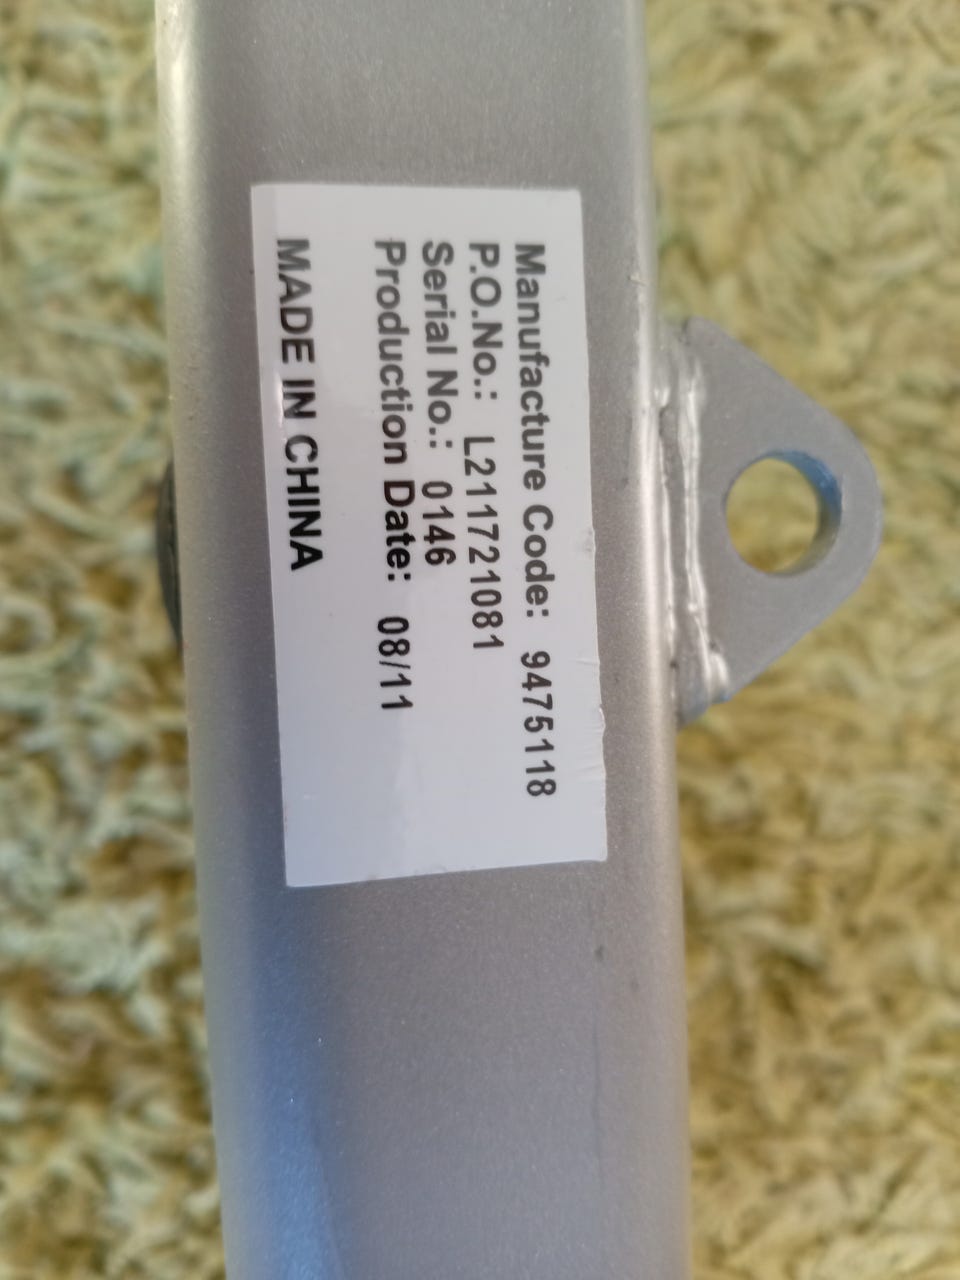 Manufacture Code: 9475118
P.O.No.: L211721081
Serial No.: 0146
Production Date: 08/11
MADE IN CHINA